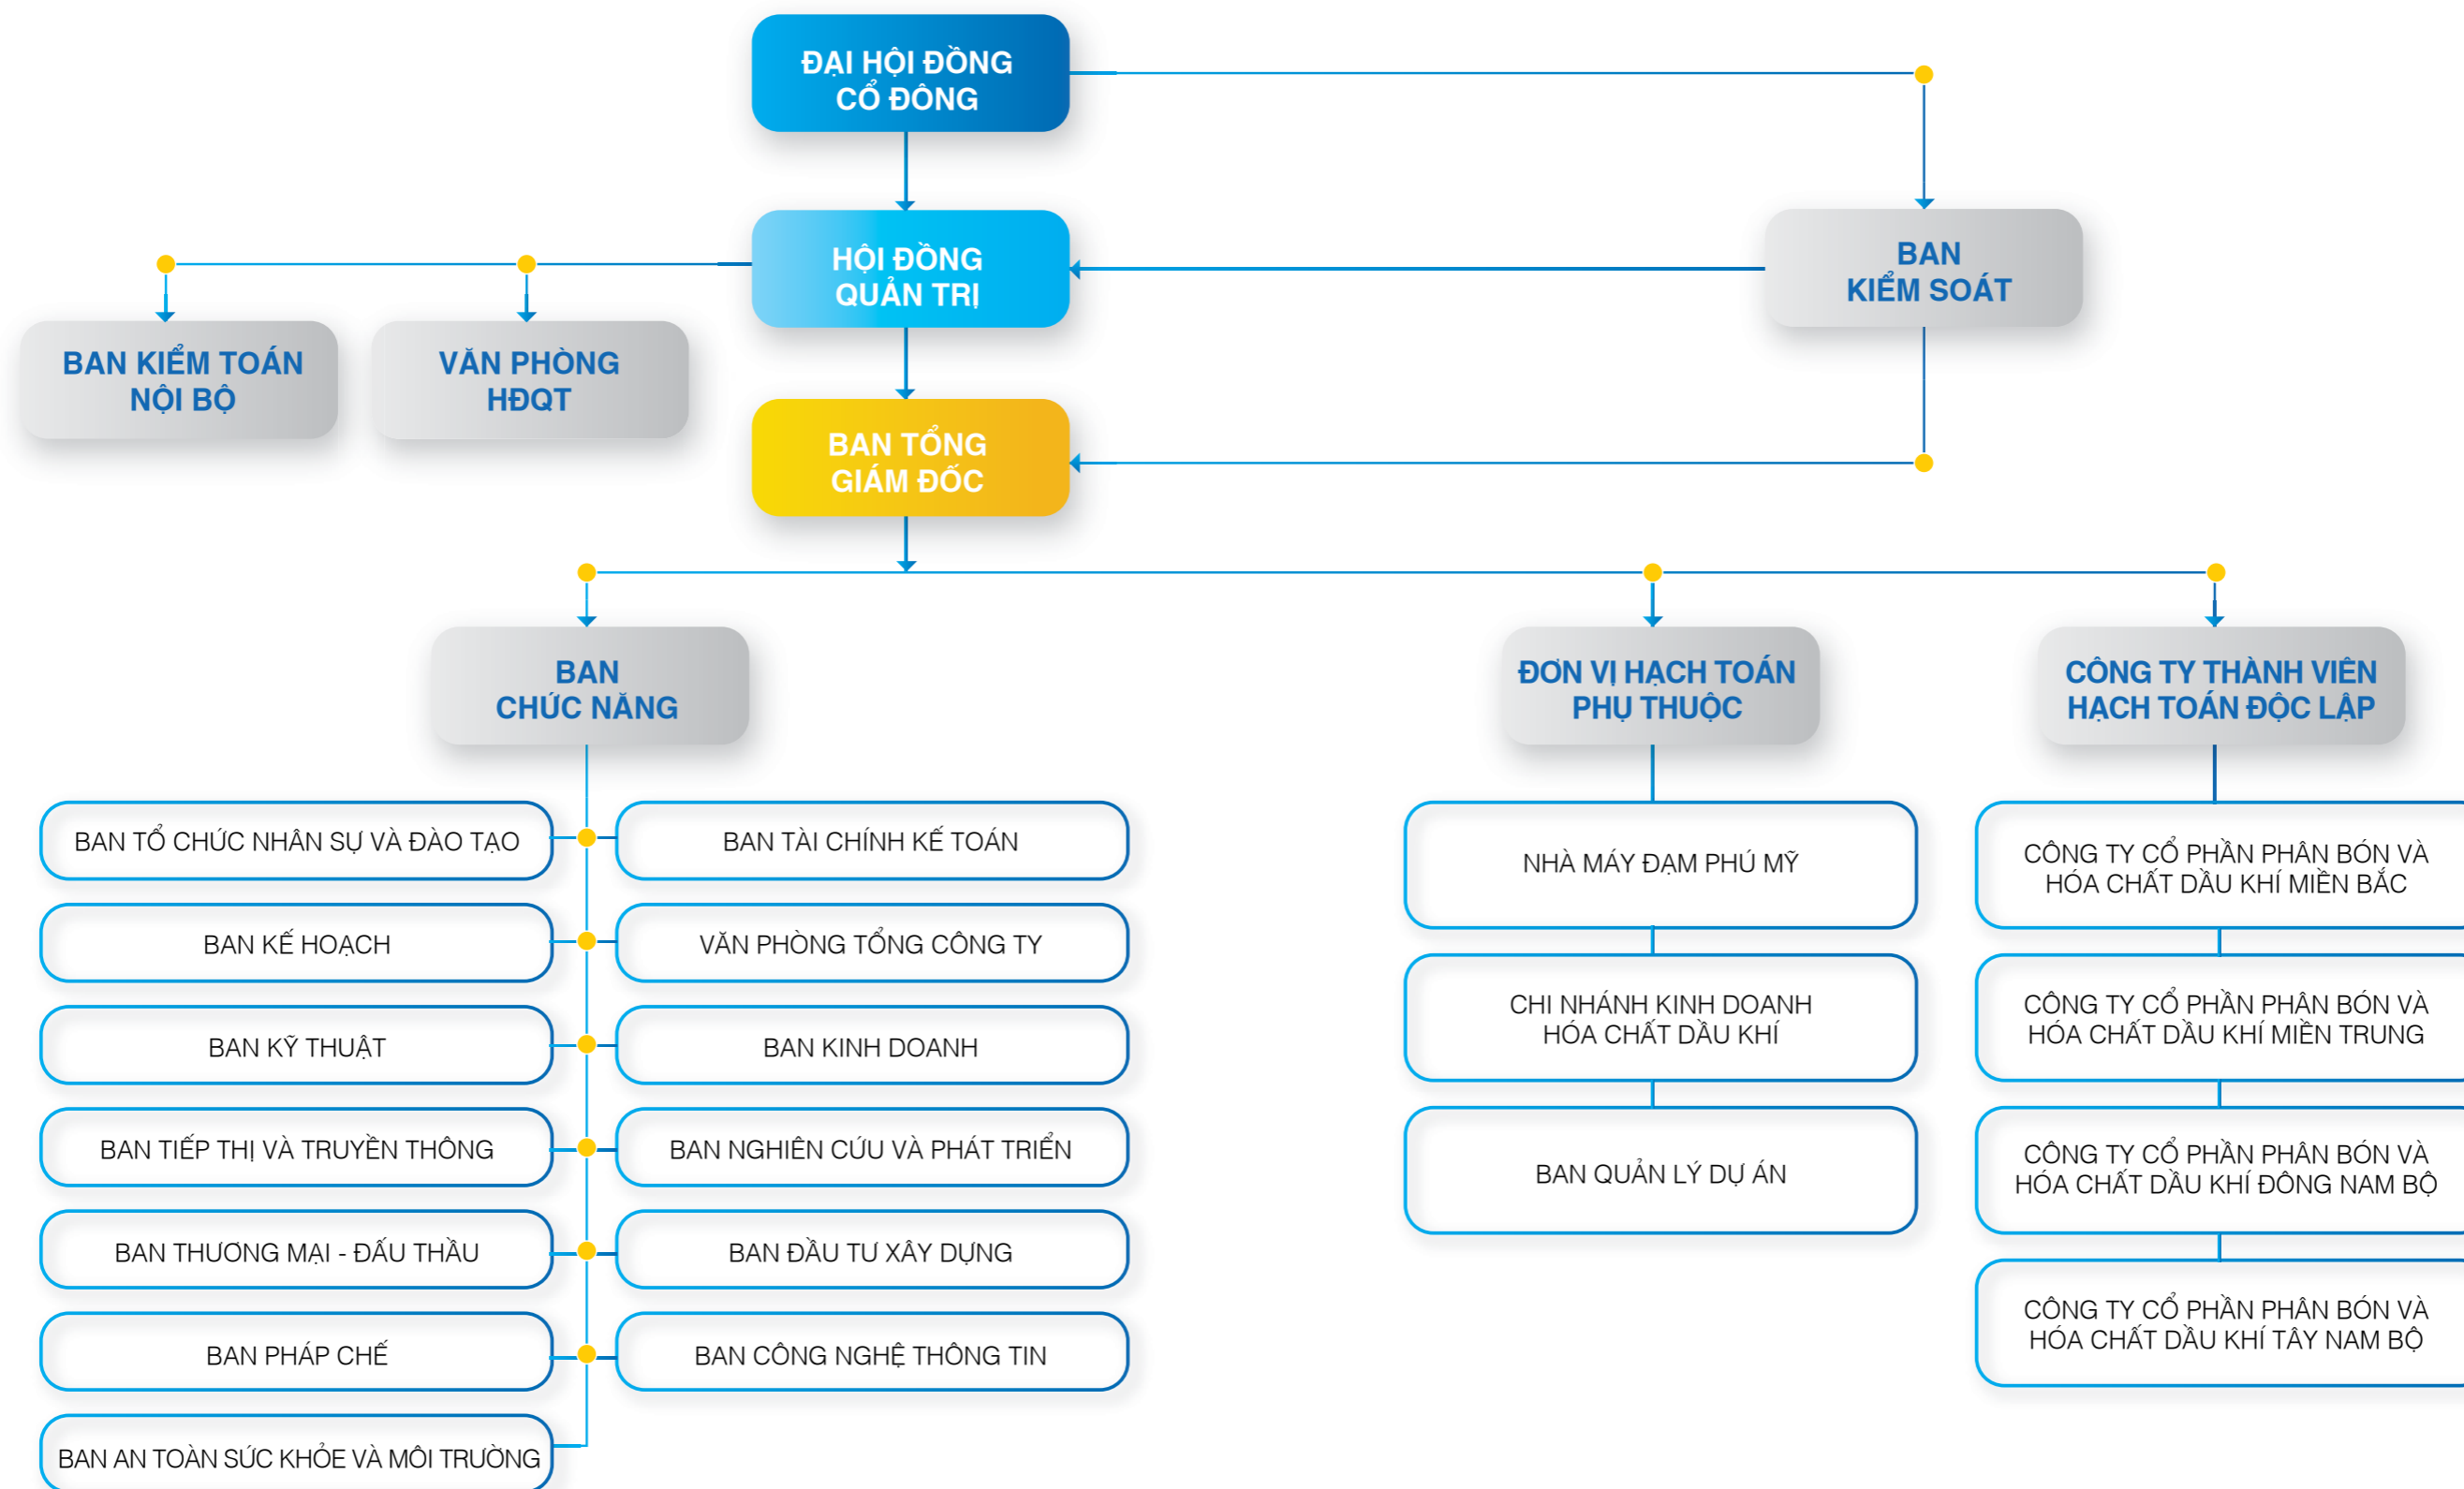 ĐẠI HỘI ĐỒNG
CỔ ĐÔNG
HỘI ĐỒNG
QUẢN TRỊ
BAN
KIỂM SOÁT
BAN KIỂM TOÁN
NỘI BỘ
VĂN PHÒNG
HĐQT
BAN TỔNG
GIÁM ĐỐC
BAN
CHỨC NĂNG
ĐƠN VỊ HẠCH TOÁN
PHỤ THUỘC
CÔNG TY THÀNH VIÊN
HẠCH TOÁN ĐỘC LẬP
BAN TỔ CHỨC NHÂN SỰ VÀ ĐÀO TẠO
BAN TÀI CHÍNH KẾ TOÁN
BAN KẾ HOẠCH
VĂN PHÒNG TỔNG CÔNG TY
BAN KỸ THUẬT
BAN KINH DOANH
BAN TIẾP THỊ VÀ TRUYỀN THÔNG
BAN NGHIÊN CỨU VÀ PHÁT TRIỂN
BAN THƯƠNG MẠI - ĐẤU THẦU
BAN ĐẦU TƯ XÂY DỰNG
BAN PHÁP CHẾ
BAN CÔNG NGHỆ THÔNG TIN
BAN AN TOÀN SỨC KHỎE VÀ MÔI TRƯỜNG
NHÀ MÁY ĐẠM PHÚ MỸ
CHI NHÁNH KINH DOANH
HÓA CHẤT DẦU KHÍ
BAN QUẢN LÝ DỰ ÁN
CÔNG TY CỔ PHẦN PHÂN BÓN VÀ
HÓA CHẤT DẦU KHÍ MIỀN BẮC
CÔNG TY CỔ PHẦN PHÂN BÓN VÀ
HÓA CHẤT DẦU KHÍ MIỀN TRUNG
CÔNG TY CỔ PHẦN PHÂN BÓN VÀ
HÓA CHẤT DẦU KHÍ ĐÔNG NAM BỘ
CÔNG TY CỔ PHẦN PHÂN BÓN VÀ
HÓA CHẤT DẦU KHÍ TÂY NAM BỘ